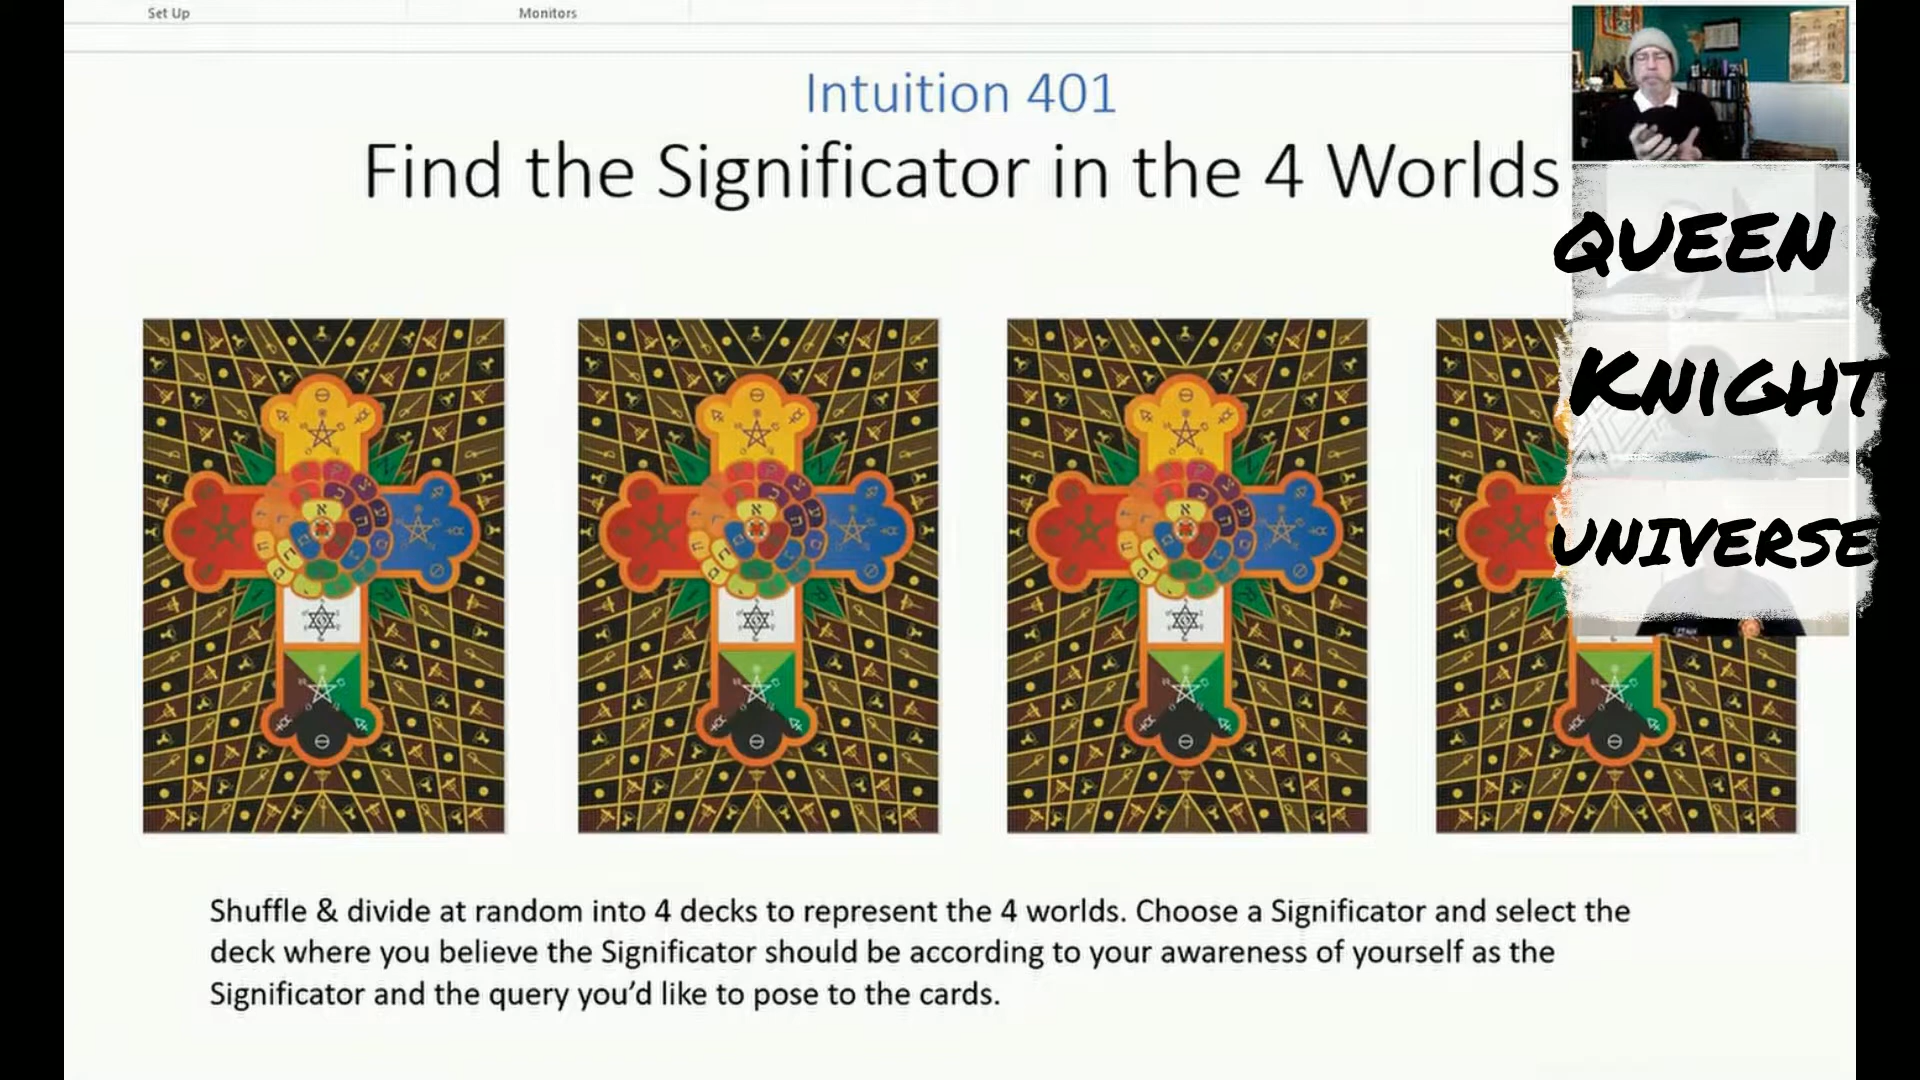 Set Up
Monitors
Intuition 401
Find the Significator in the 4 Worlds
QUEEN
KNIGHT
UNIVERSE
Shuffle & divide at random into 4 decks to represent the 4 worlds. Choose a Significator and select the
deck where you believe the Significator should be according to your awareness of yourself as the
Significator and the query you’d like to pose to the cards.